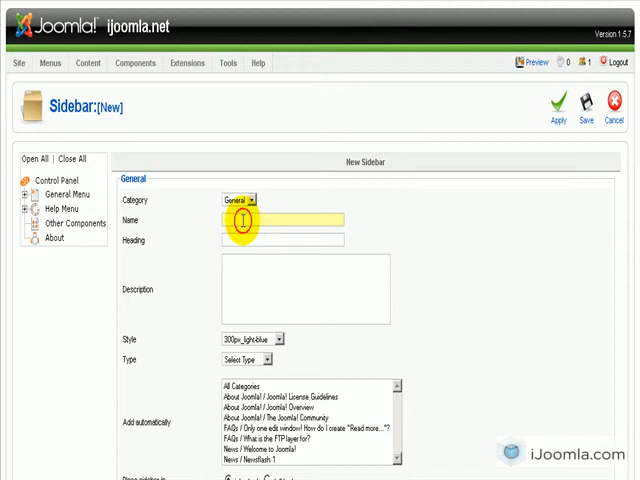 Joomla! ijoomla.net
Version 1.5.7
Site Menus Content Components Extensions Tools Help Preview 0 1 Logout
Sidebar:[New]
Apply Save Cancel
Open All | Close All
Control Panel
General Menu
Help Menu
Other Components
About
New Sidebar
General
Category General
Name
Heading
Description
Style 300px_light-blue
Type Select Type
Add automatically
All Categories
About Joomla! / Joomla! License Guidelines
About Joomla! / Joomla! Overview
About Joomla! / The Joomla! Community
FAQs / Only one edit window! How do I create "Read more..."?
FAQs / What is the FTP layer for?
News / Welcome to Joomla!
News / Newsflash 1
Place sidebar in
iJoomla.com